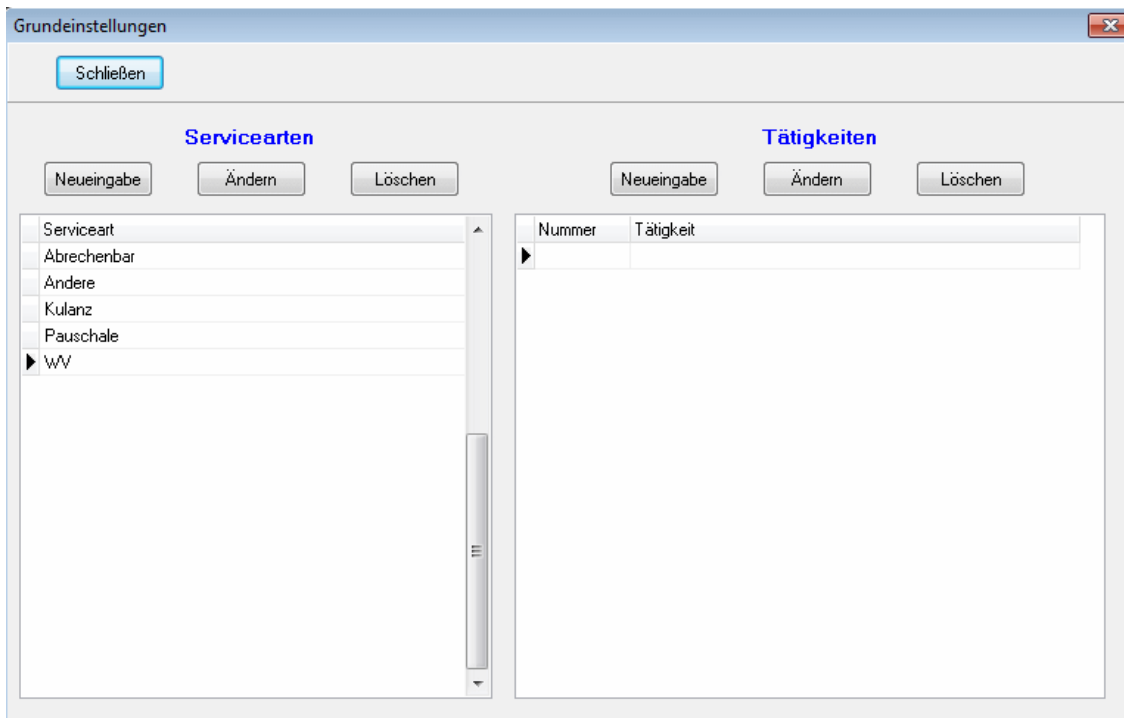 Grundeinstellungen
Schließen
Servicearten
Neueingabe Ändern Löschen
Serviceart
Abrechenbar
Andere
Kulanz
Pauschale
WV
Tätigkeiten
Neueingabe Ändern Löschen
Nummer Tätigkeit